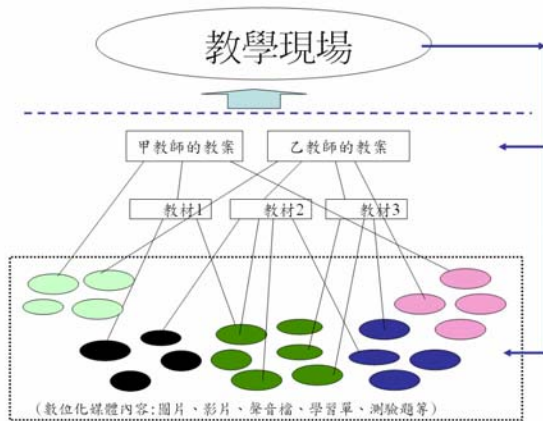 教學現場
甲教師的教案
乙教師的教案
教材1
教材2
教材3
(數位化媒體內容:圖片、影片、聲音檔、學習單、測驗題等)